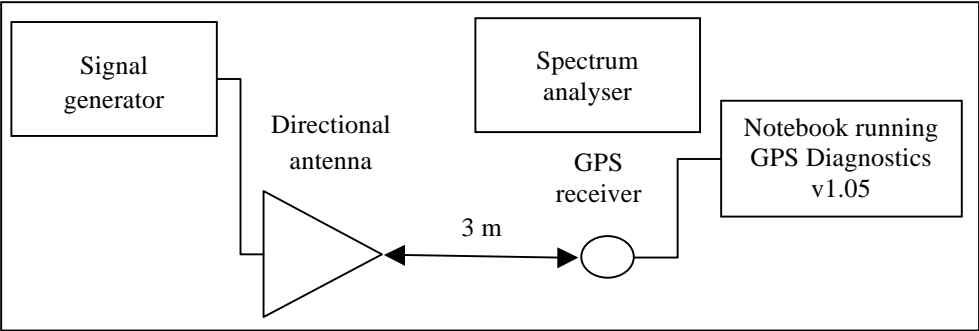 Signal
generator
Directional
antenna
3 m
Spectrum
analyser
GPS
receiver
Notebook running
GPS Diagnostics
v1.05